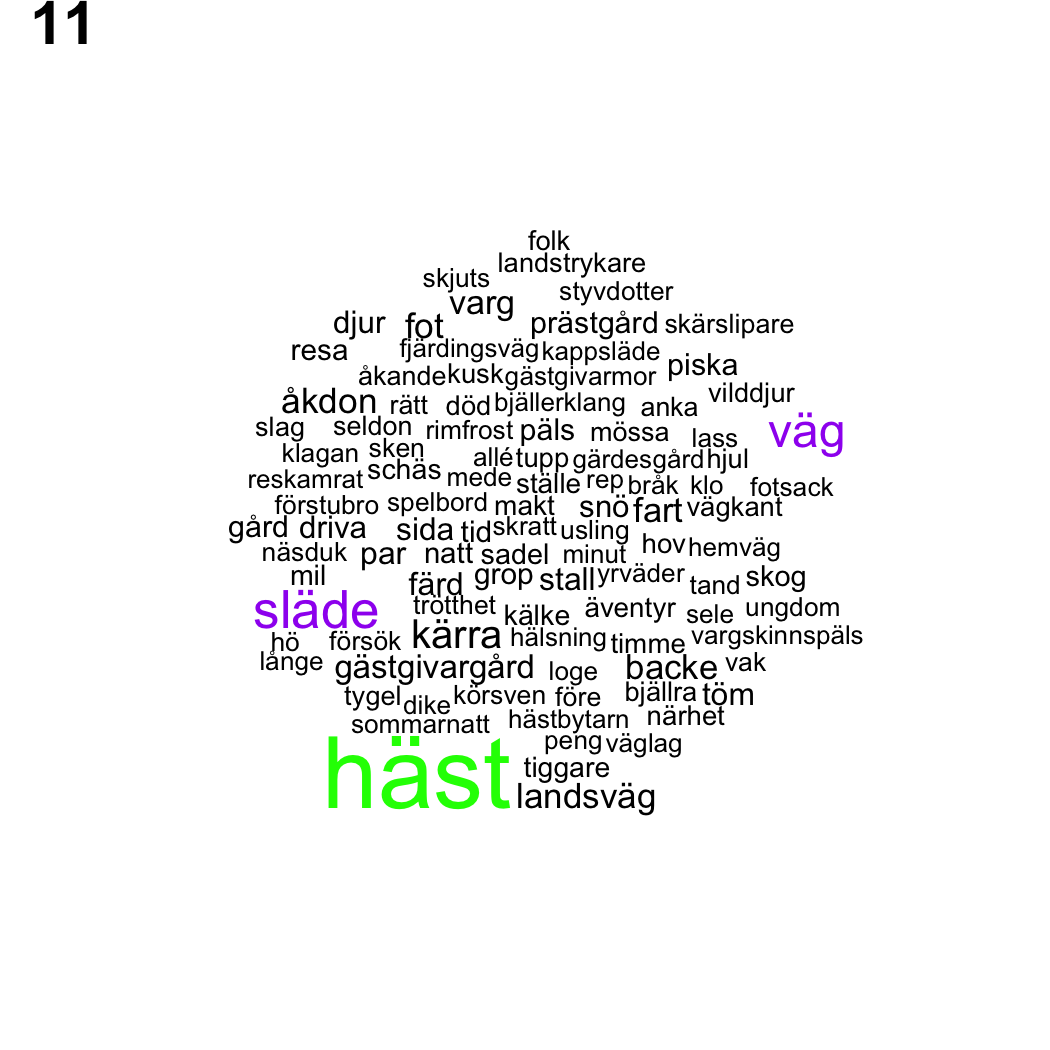 11
folk
landstrykare
skjuts
styvdotter
varg
djur fot prästgård skärslipare
resa fjärdingsväg kappsläde
piska
åkande kusk gästgivarmor
vilddjur
åkdon rätt död bjällerklang anka
slag seldon rimfrost päls mössa lass väg
klagan sken allé tupp gärdesgård hjul
reskamrat schäs mede ställe rep bråk klo fotsack
förstubro spelbord makt snö fart vägkant
gård driva sida tid skratt usling
näsduk par natt sadel minut hov hemväg
mil färd grop stall yrväder tand skog
släde trötthet kälke äventyr sele ungdom
hö försök kärra hälsning timme vargskinnspäls
långe gästgivargård loge backe vak
tygel dike körsven före bjällra töm
sommarnatt hästbytarn närhet
peng väglag
häst tiggare
landsväg